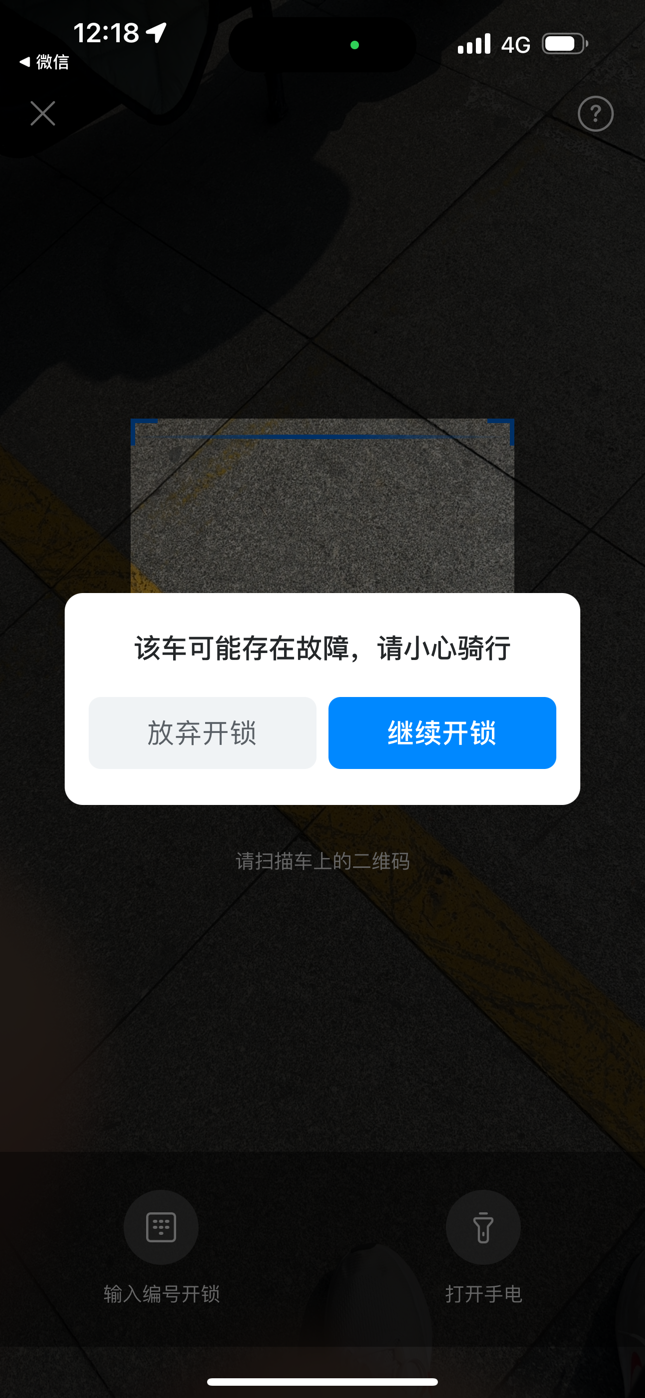 12:18
4G
◀ 微信
?
该车可能存在故障，请小心骑行
放弃开锁
继续开锁
请扫描车上的二维码
输入编号开锁
打开手电